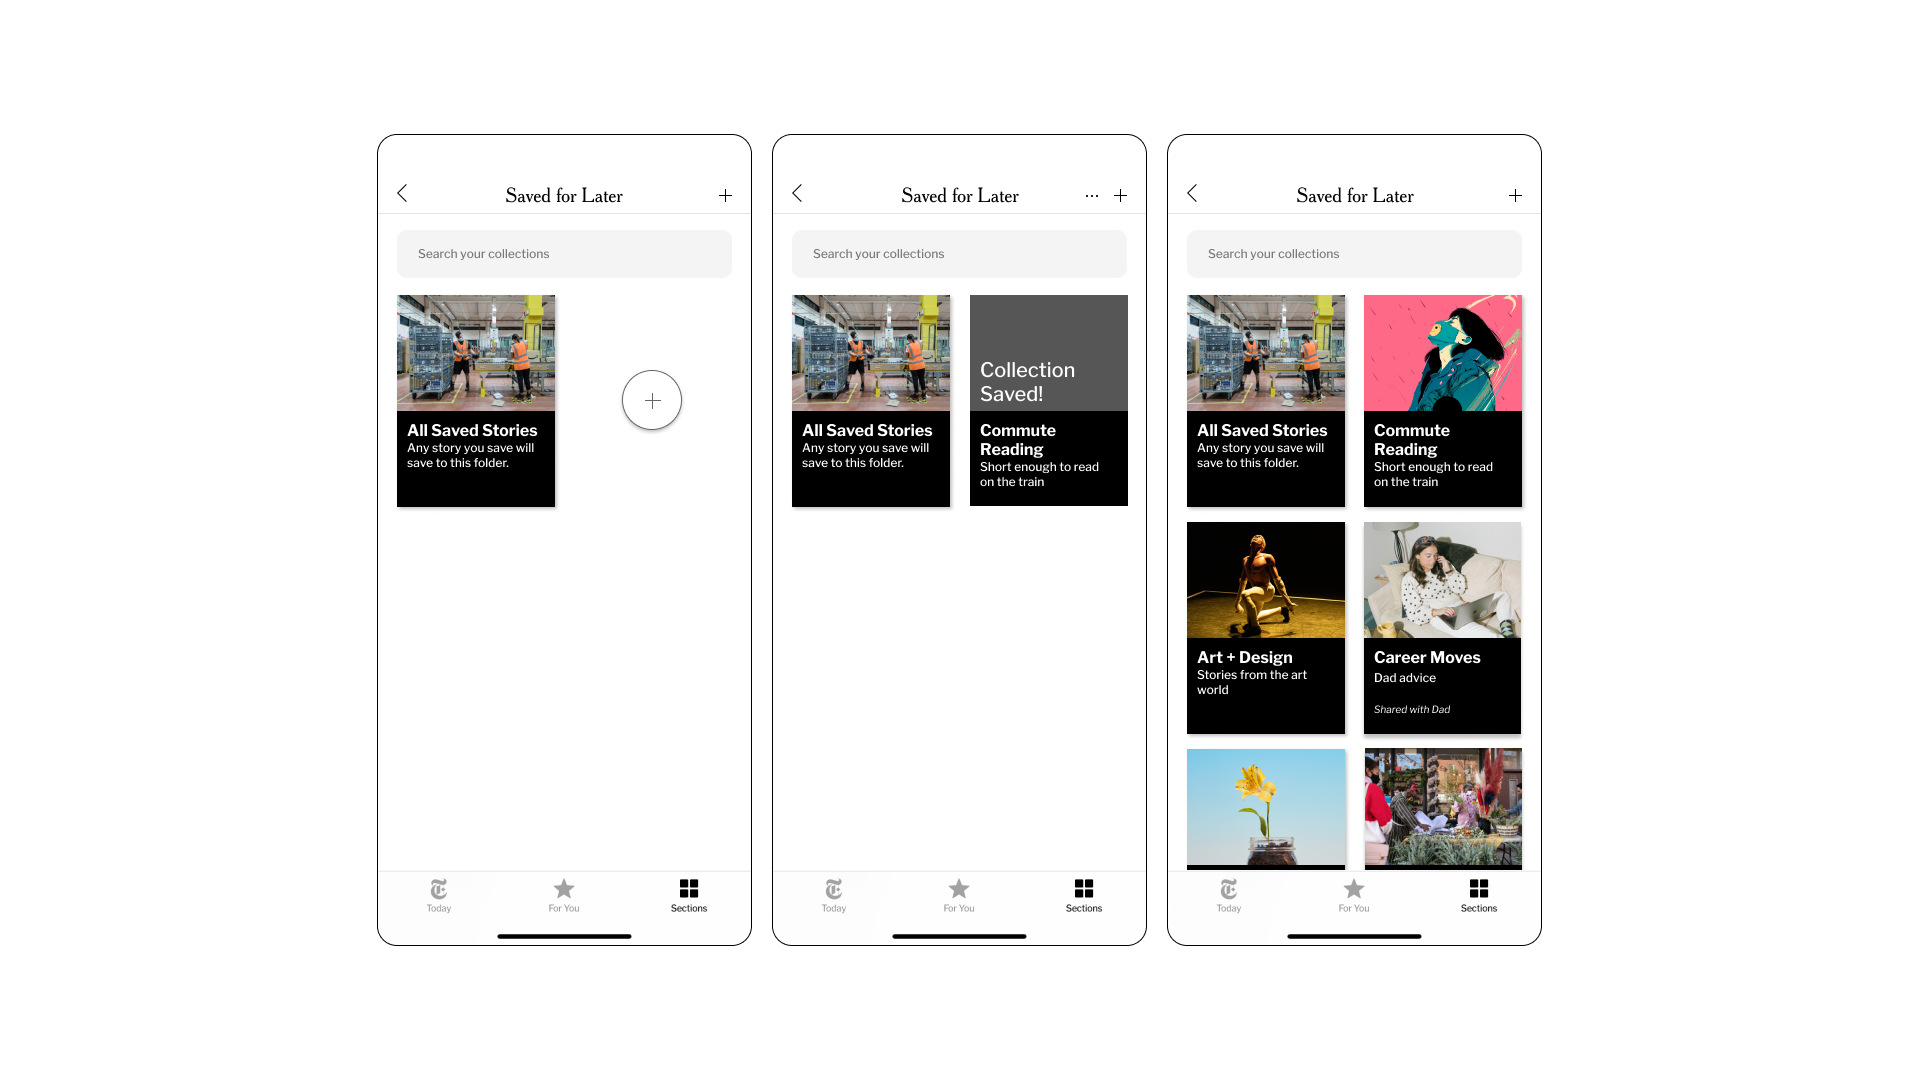 Saved for Later
Search your collections
All Saved Stories
Any story you save will
save to this folder.
Today
For You
Sections
Saved for Later
Search your collections
All Saved Stories
Any story you save will
save to this folder.
Collection
Saved!
Commute
Reading
Short enough to read
on the train
Today
For You
Sections
Saved for Later
Search your collections
All Saved Stories
Any story you save will
save to this folder.
Commute
Reading
Short enough to read
on the train
Art + Design
Stories from the art
world
Career Moves
Dad advice
Shared with Dad
Today
For You
Sections